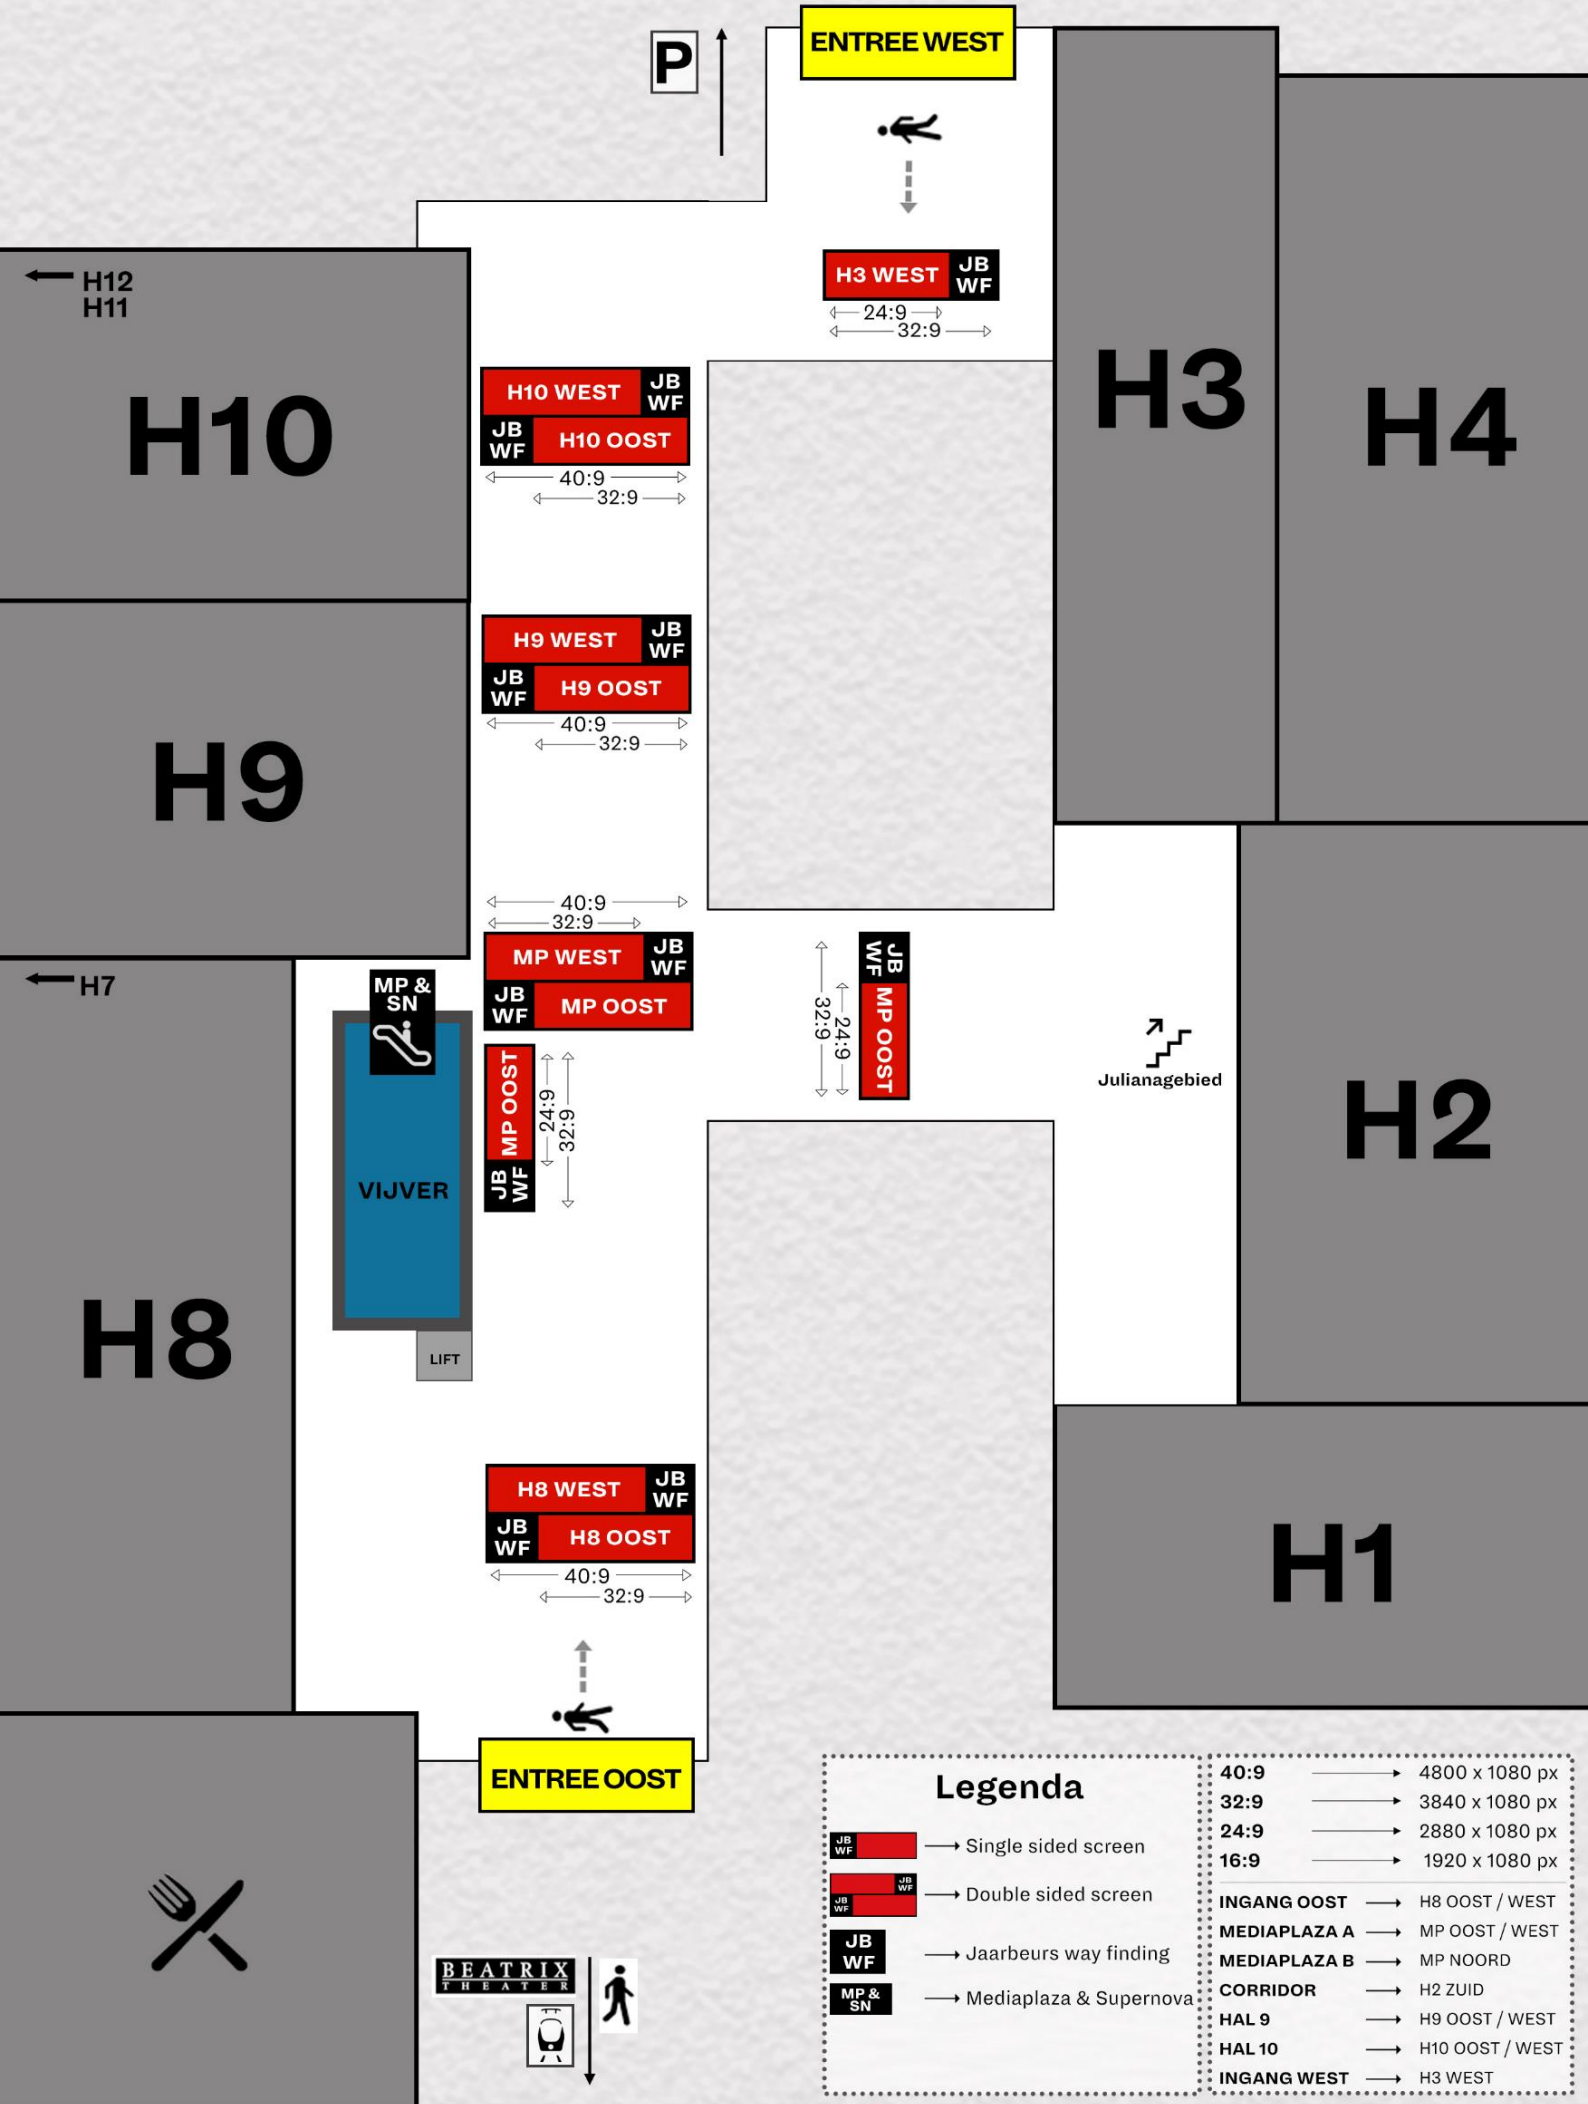 P
ENTREE WEST
H12
H11
H10
H3 WEST
JB
WF
24:9
32:9
H3
H4
H10 WEST
JB
WF
JB
WF
H10 OOST
40:9
32:9
H9 WEST
JB
WF
JB
WF
H9 OOST
40:9
32:9
H9
40:9
32:9
MP WEST
JB
WF
JB
WF
MP OOST
H7
MP &
SN
MP OOST
JB
WF
24:9
32:9
VIJVER
LIFT
JB
WF
MP OOST
32:9
24:9
Julianagebied
H2
H8
H8 WEST
JB
WF
JB
WF
H8 OOST
40:9
32:9
H1
ENTREE OOST
BEATRIX
THEATER
Legenda
JB
WF
Single sided screen
JB
WF
JB
WF
Double sided screen
JB
WF
Jaarbeurs way finding
MP &
SN
Mediaplaza & Supernova
40:9 4800 x 1080 px
32:9 3840 x 1080 px
24:9 2880 x 1080 px
16:9 1920 x 1080 px
INGANG OOST H8 OOST / WEST
MEDIAPLAZA A MP OOST / WEST
MEDIAPLAZA B MP NOORD
CORRIDOR H2 ZUID
HAL 9 H9 OOST / WEST
HAL 10 H10 OOST / WEST
INGANG WEST H3 WEST